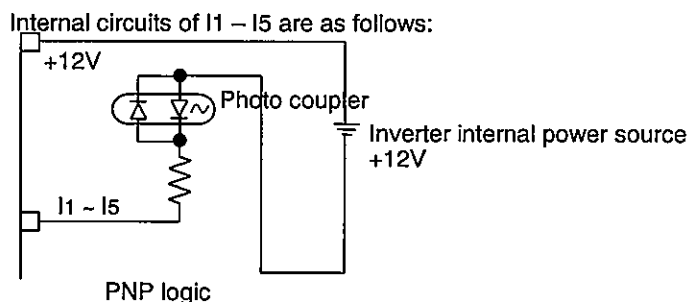 Internal circuits of I1 – I5 are as follows:
+12V
Photo coupler
Inverter internal power source
+12V
I1 ~ I5
PNP logic